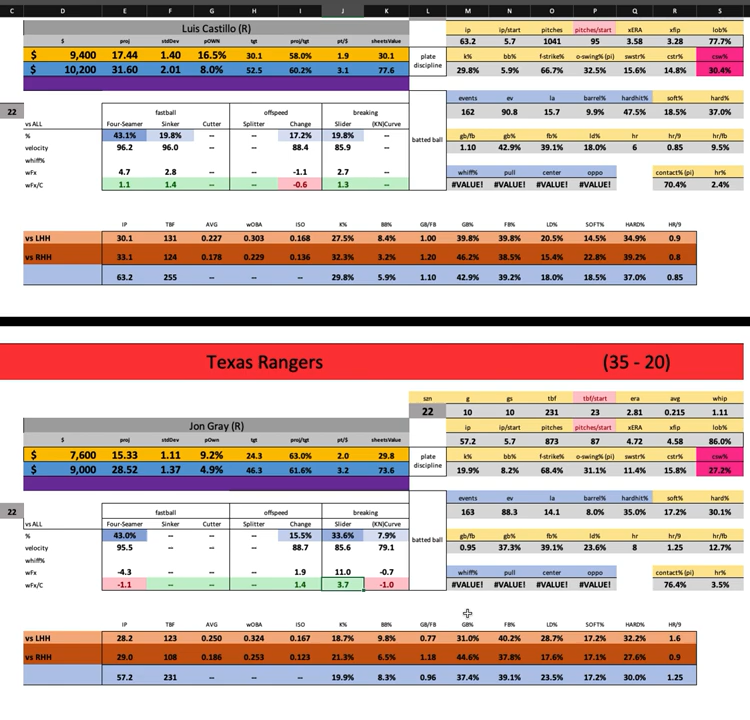 C D E F G H I J K L M N O P Q R S
Luis Castillo (R) ip ip/start pitches pitches/start xERA xfip lob%
63.2 5.7 1041 95 3.58 3.28 77.7%
$ proj stdDev pOWN tgt proj/tgt pt/$ sheetsValue
$ 9,400 17.44 1.40 16.5% 30.1 58.0% 1.9 30.1 plate discipline k% bb% f-strike% o-swing%(pi) swstr% cstr% csw%
$ 10,200 31.60 2.01 8.0% 52.5 60.2% 3.1 77.6 29.8% 5.9% 66.7% 32.5% 15.6% 14.8% 30.4%
events ev la barrel% hardhit% soft% hard%
22 fastball offspeed breaking 162 90.8 15.7 9.9% 47.5% 18.5% 37.0%
vs ALL Four-Seamer Sinker Cutter Splitter Change Slider (KN)Curve
% 43.1% 19.8% -- -- 17.2% 19.8% -- batted ball gb/fb gb% fb% ld% hr hr/9 hr/fb
velocity 96.2 96.0 -- -- 88.4 85.9 -- 1.10 42.9% 39.1% 18.0% 6 0.85 9.5%
whiff%
wFx 4.7 2.8 -1.1 2.7 whiff% pull center oppo contact% (pi) hr%
wFx/C 1.1 1.4 -- -- -0.6 1.3 -- #VALUE! #VALUE! #VALUE! #VALUE! 70.4% 2.4%
IP TBF AVG wOBA ISO K% BB% GB/FB GB% FB% LD% SOFT% HARD% HR/9
vs LHH 30.1 131 0.227 0.303 0.168 27.5% 8.4% 1.00 39.8% 39.8% 20.5% 14.5% 34.9% 0.9
vs RHH 33.1 124 0.178 0.229 0.136 32.3% 3.2% 1.20 46.2% 38.5% 15.4% 22.8% 39.2% 0.8
63.2 255 -- -- -- 29.8% 5.9% 1.10 42.9% 39.2% 18.0% 18.5% 37.0% 0.85
Texas Rangers (35 - 20)
szn g gs tbf tbf/start era avg whip
22 10 10 231 23 2.81 0.215 1.11
Jon Gray (R) ip ip/start pitches pitches/start xERA xfip lob%
$ proj stdDev pOwn tgt proj/tgt pt/$ sheetsValue 57.2 5.7 873 87 4.72 4.58 86.0%
$ 7,600 15.33 1.11 9.2% 24.3 63.0% 2.0 29.8 plate discipline k% bb% f-strike% o-swing%(pi) swstr% cstr% csw%
$ 9,000 28.52 1.37 4.9% 46.3 61.6% 3.2 73.6 19.9% 8.2% 68.4% 31.1% 11.4% 15.8% 27.2%
events ev la barrel% hardhit% soft% hard%
22 fastball offspeed breaking 163 88.3 14.1 8.0% 35.0% 17.2% 30.1%
vs ALL Four-Seamer Sinker Cutter Splitter Change Slider (KN)Curve
% 43.0% -- -- -- 15.5% 33.6% 7.9% batted ball gb/fb gb% fb% ld% hr hr/9 hr/fb
velocity 95.5 -- -- -- 88.7 85.6 79.1 0.95 37.3% 39.1% 23.6% 8 1.25 12.7%
whiff%
wFx -4.3 1.9 11.0 -0.7 whiff% pull center oppo contact% (pi) hr%
wFx/C -1.1 -- -- -- 1.4 3.7 -1.0 #VALUE! #VALUE! #VALUE! #VALUE! 76.4% 3.5%
IP TBF AVG wOBA ISO K% BB% GB/FB GB% FB% LD% SOFT% HARD% HR/9
vs LHH 28.2 123 0.250 0.324 0.167 18.7% 9.8% 0.77 31.0% 40.2% 28.7% 17.2% 32.2% 1.6
vs RHH 29.0 108 0.186 0.253 0.123 21.3% 6.5% 1.18 44.6% 37.8% 17.6% 17.1% 27.6% 0.9
57.2 231 -- -- -- 19.9% 8.3% 0.96 37.4% 39.1% 23.5% 17.2% 30.0% 1.25